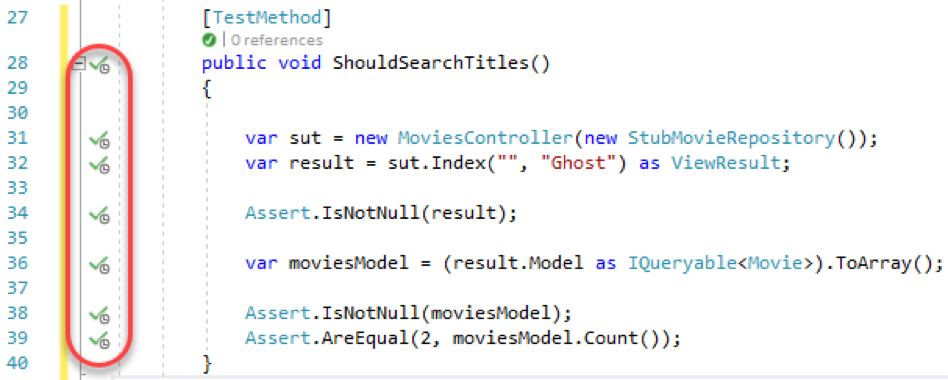 27 [TestMethod]
| 0 references
28 public void ShouldSearchTitles()
29 {
30
31 var sut = new MoviesController(new StubMovieRepository());
32 var result = sut.Index("", "Ghost") as ViewResult;
33
34 Assert.IsNotNull(result);
35
36 var moviesModel = (result.Model as IQueryable<Movie>).ToArray();
37
38 Assert.IsNotNull(moviesModel);
39 Assert.AreEqual(2, moviesModel.Count());
40 }